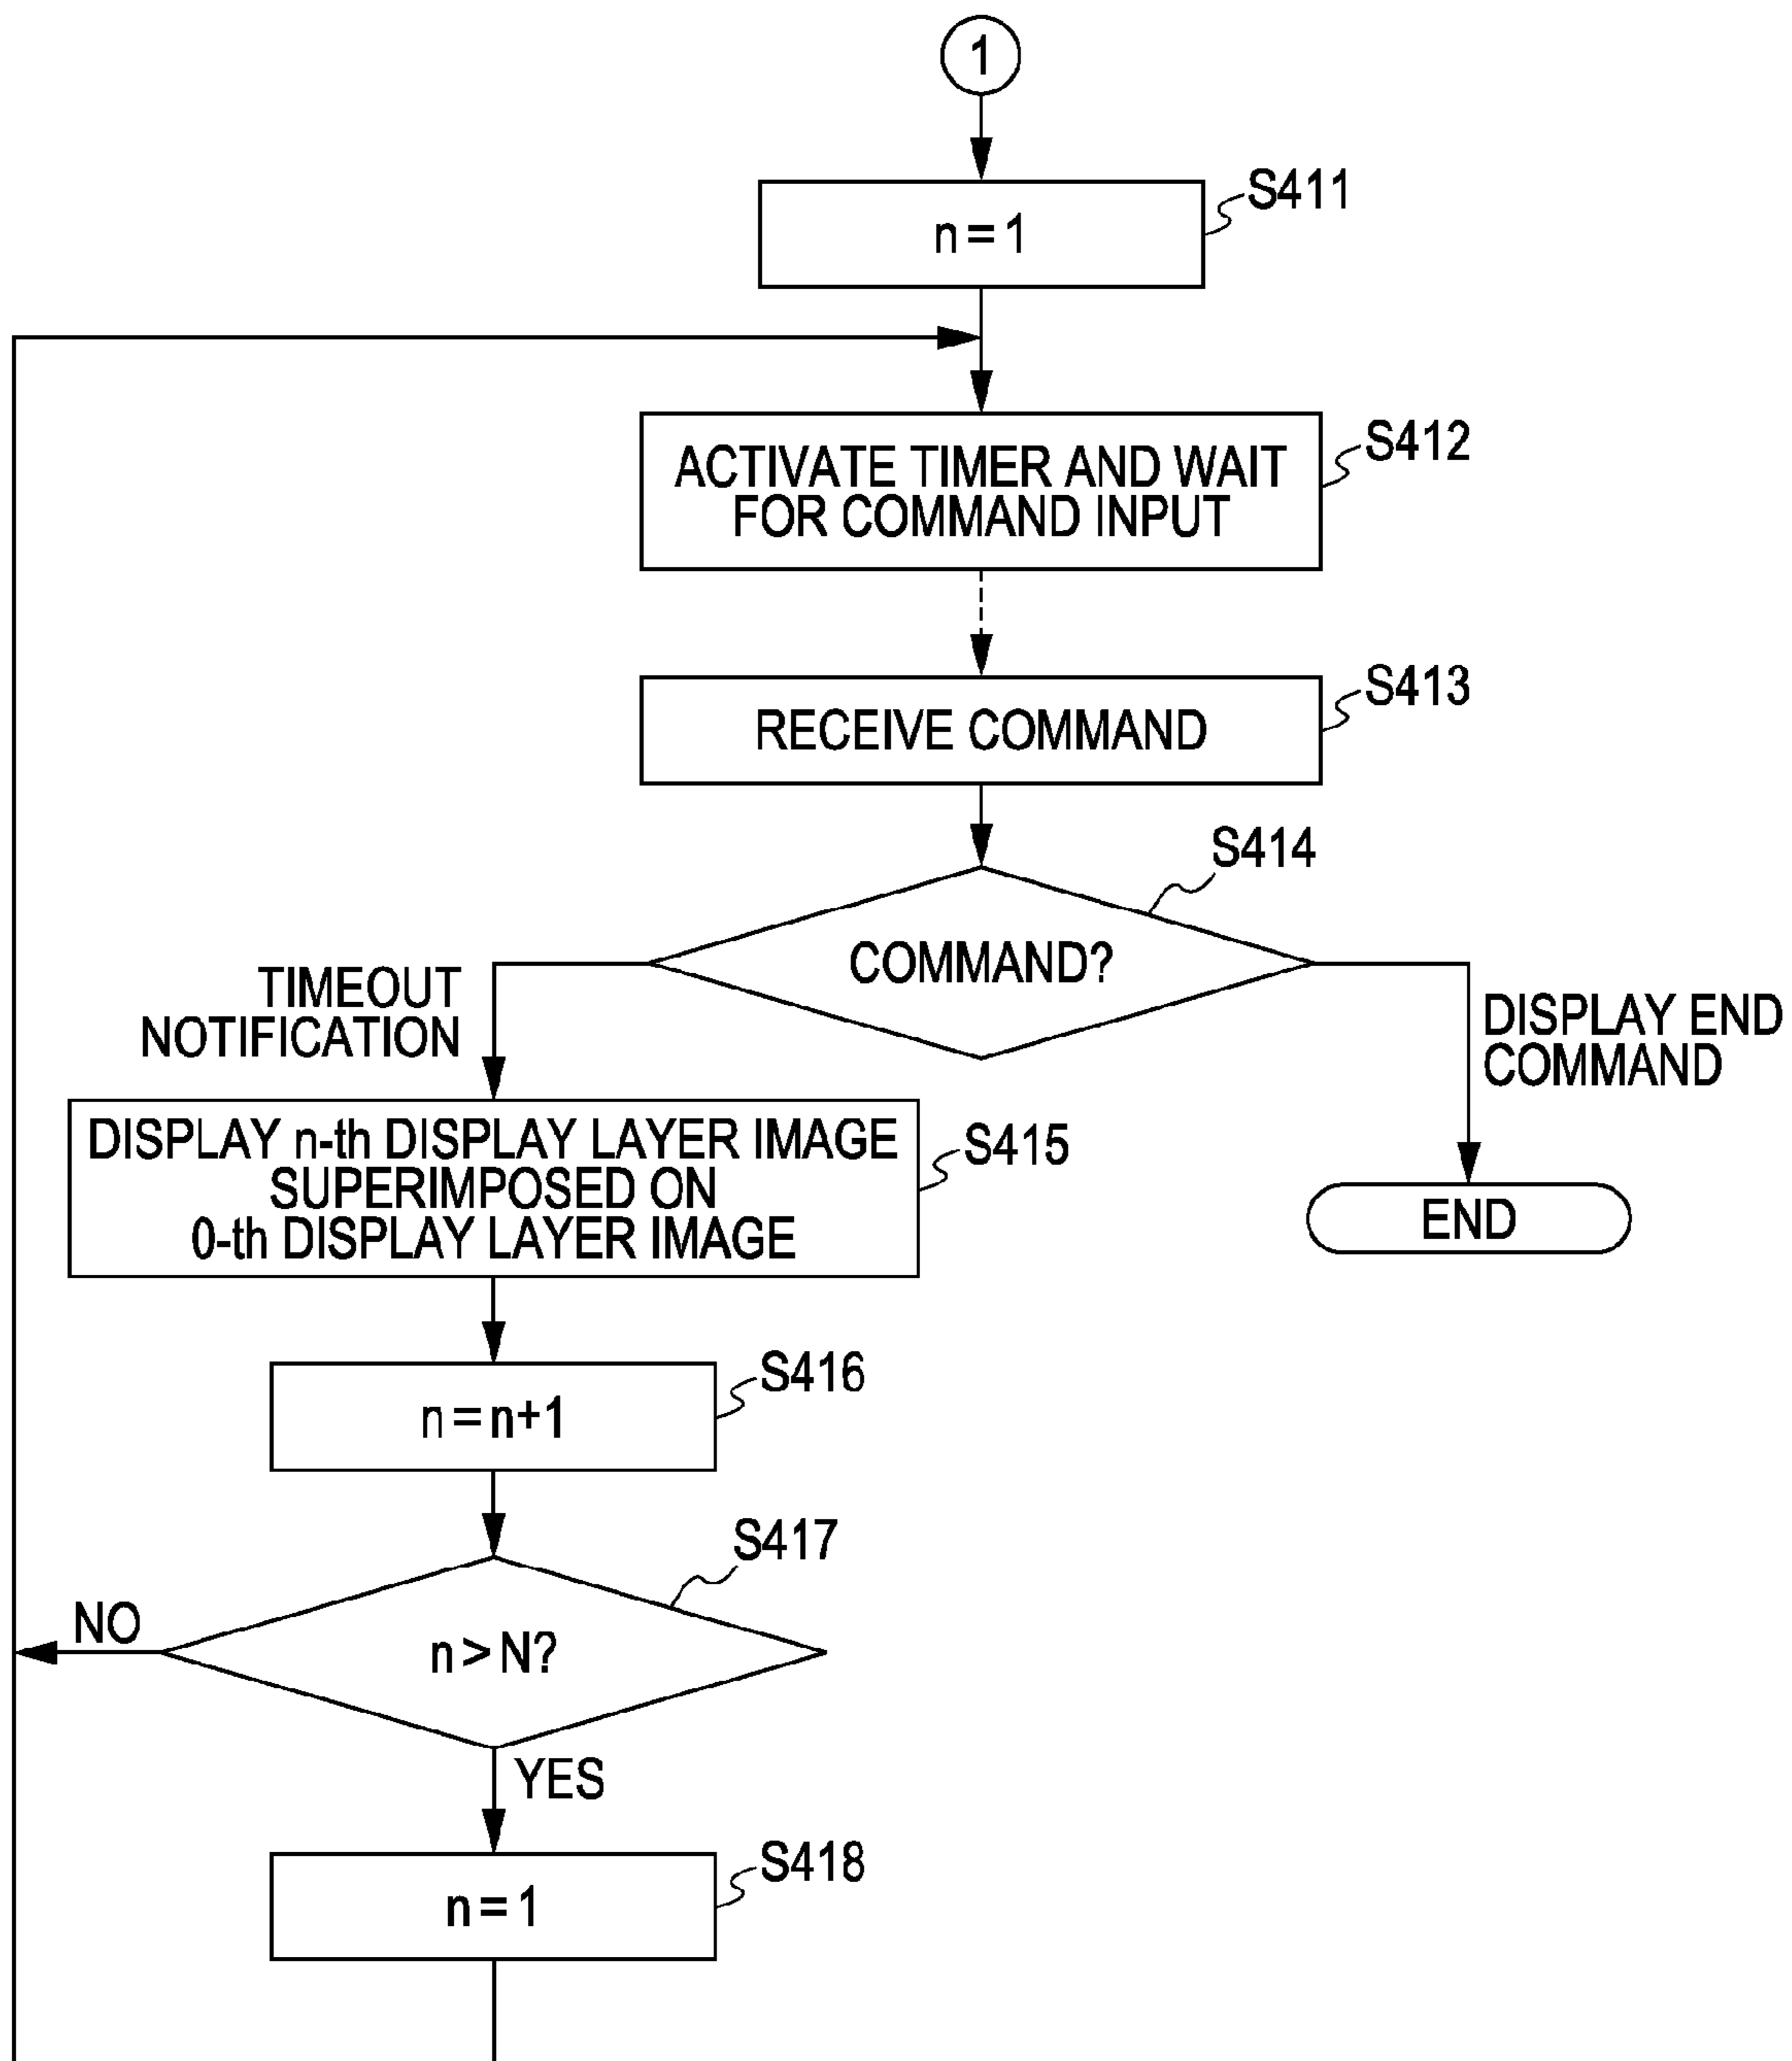 1
n = 1
S411
ACTIVATE TIMER AND WAIT
FOR COMMAND INPUT
S412
RECEIVE COMMAND
S413
COMMAND?
S414
TIMEOUT
NOTIFICATION
DISPLAY END
COMMAND
DISPLAY n-th DISPLAY LAYER IMAGE
SUPERIMPOSED ON
0-th DISPLAY LAYER IMAGE
S415
END
n = n+1
S416
n > N?
S417
NO
YES
n = 1
S418